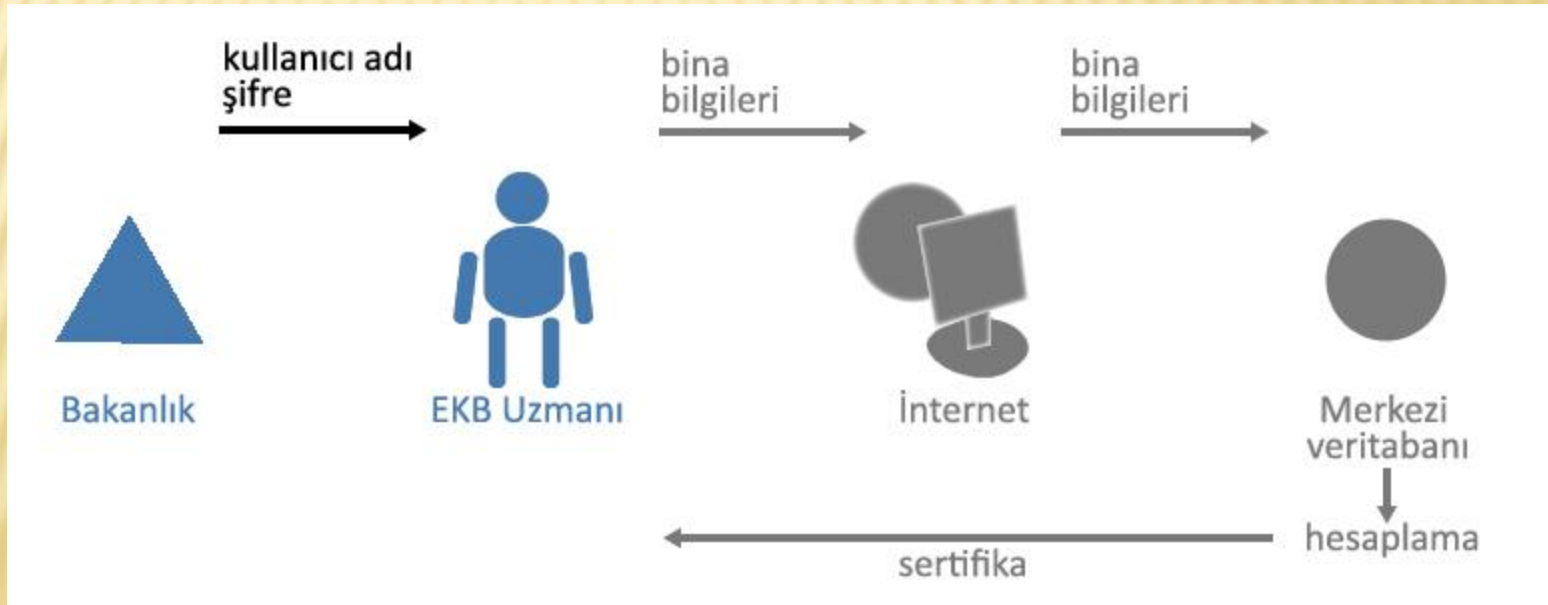 kullanıcı adı
şifre
bina
bilgileri
bina
bilgileri
Bakanlık
EKB Uzmanı
İnternet
Merkezi
veritabanı
hesaplama
sertifika